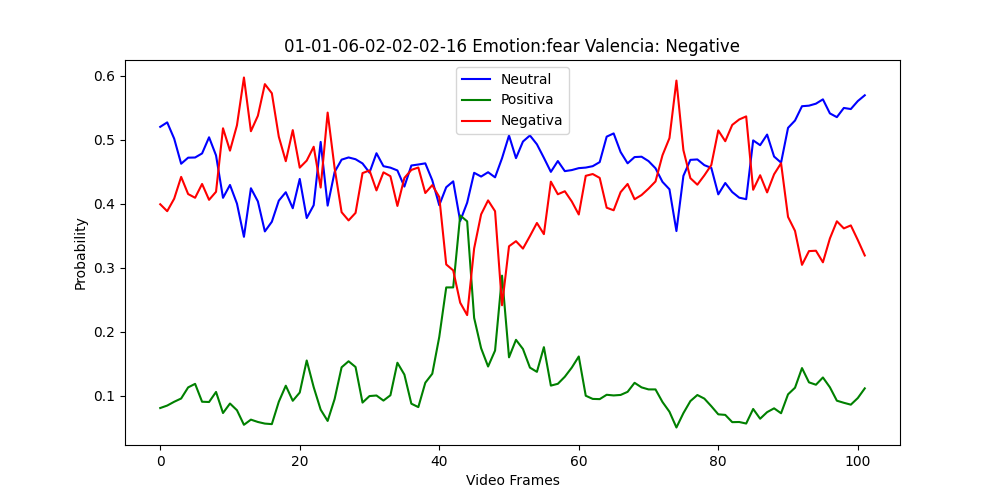 01-01-06-02-02-02-16 Emotion:fear Valencia: Negative
Neutral
Positiva
Negativa
Probability
0.6
0.5
0.4
0.3
0.2
0.1
0 20 40 60 80 100
Video Frames